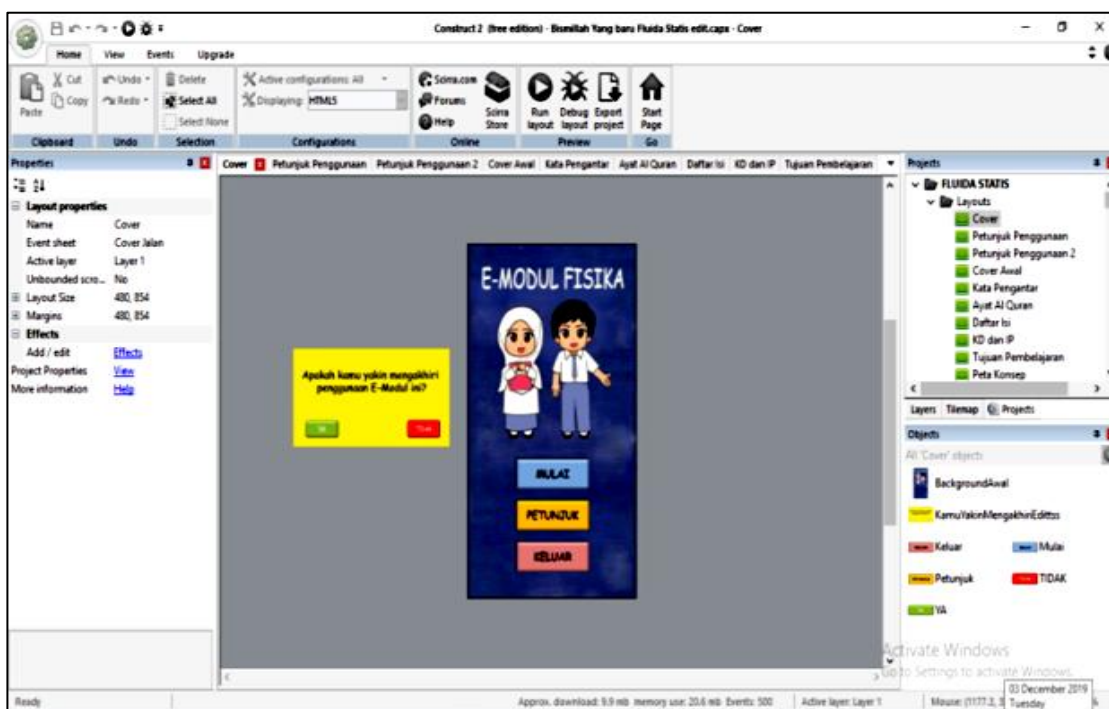 Construct 2 (free edition) - Bismillah Yang baru Fluida Statis edit.capx - Cover
Home View Events Upgrade
Paste
Cut
Copy
Clipboard
Undo
Redo
Undo
Delete
Select All
Select None
Selection
Active configurations: All
Displaying: HTML5
Configurations
Scirra.com
Forums
Help
Scirra Store
Online
Run layout
Debug layout
Export project
Preview
Start Page
Go
Properties
Layout properties
Name Cover
Event sheet Cover Jalan
Active layer Layer 1
Unbounded scro... No
Layout Size 480, 854
Margins 480, 854
Effects
Add / edit Effects
Project Properties View
More information Help
Cover Petunjuk Penggunaan Petunjuk Penggunaan 2 Cover Awal Kata Pengantar Ayat Al Quran Daftar Isi KD dan IP Tujuan Pembelajaran
Apakah kamu yakin mengakhiri
penggunaan E-Modul ini?
E-MODUL FISIKA
MULAI
PETUNJUK
KELUAR
Projects
FLUIDA STATIS
Layouts
Cover
Petunjuk Penggunaan
Petunjuk Penggunaan 2
Cover Awal
Kata Pengantar
Ayat Al Quran
Daftar Isi
KD dan IP
Tujuan Pembelajaran
Peta Konsep
Layers Tilemap Projects
Objects
All 'Cover' objects
BackgroundAwal
KamuYakinMengakhiriEdittss
Keluar Mulai
Petunjuk TIDAK
YA
Activate Windows
Go to Settings to activate Windows.
03 December 2019
Tuesday
Ready
Approx. download: 9.9 mb memory use: 20.6 mb Events: 500 Active layer: Layer 1 Mouse: (1177.3,